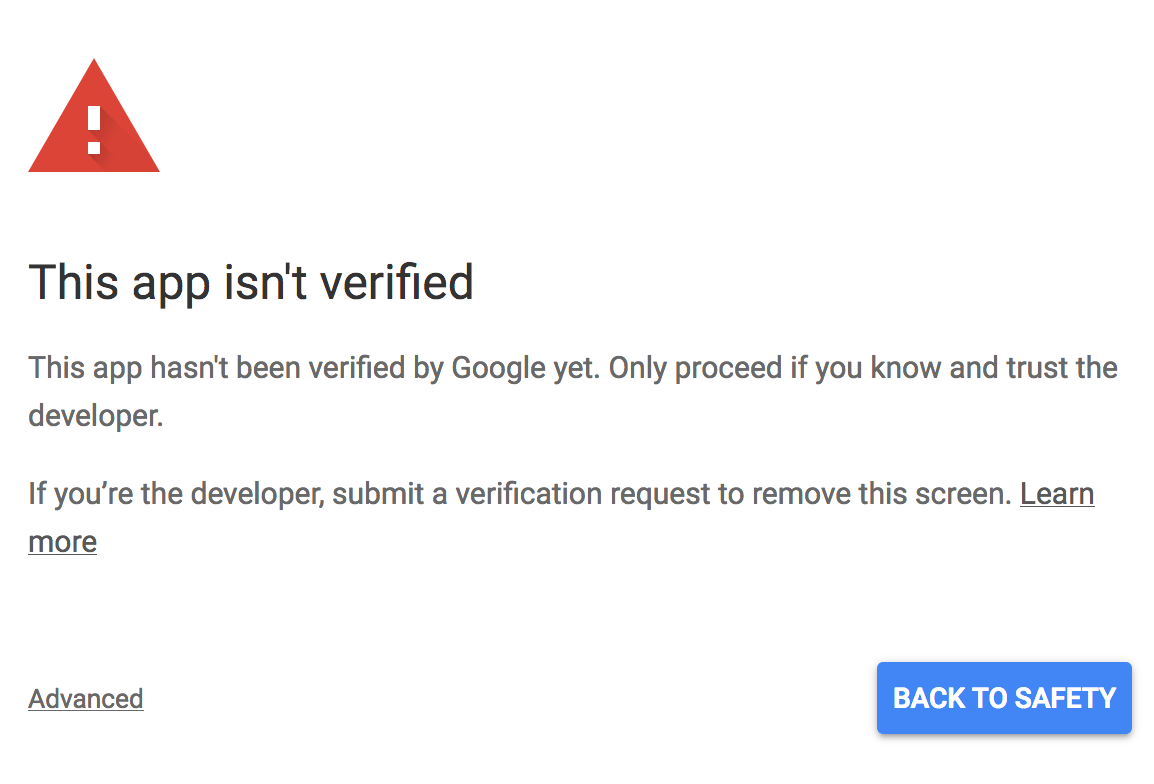 This app isn't verified
This app hasn't been verified by Google yet. Only proceed if you know and trust the
developer.
If you’re the developer, submit a verification request to remove this screen. Learn
more
Advanced
BACK TO SAFETY